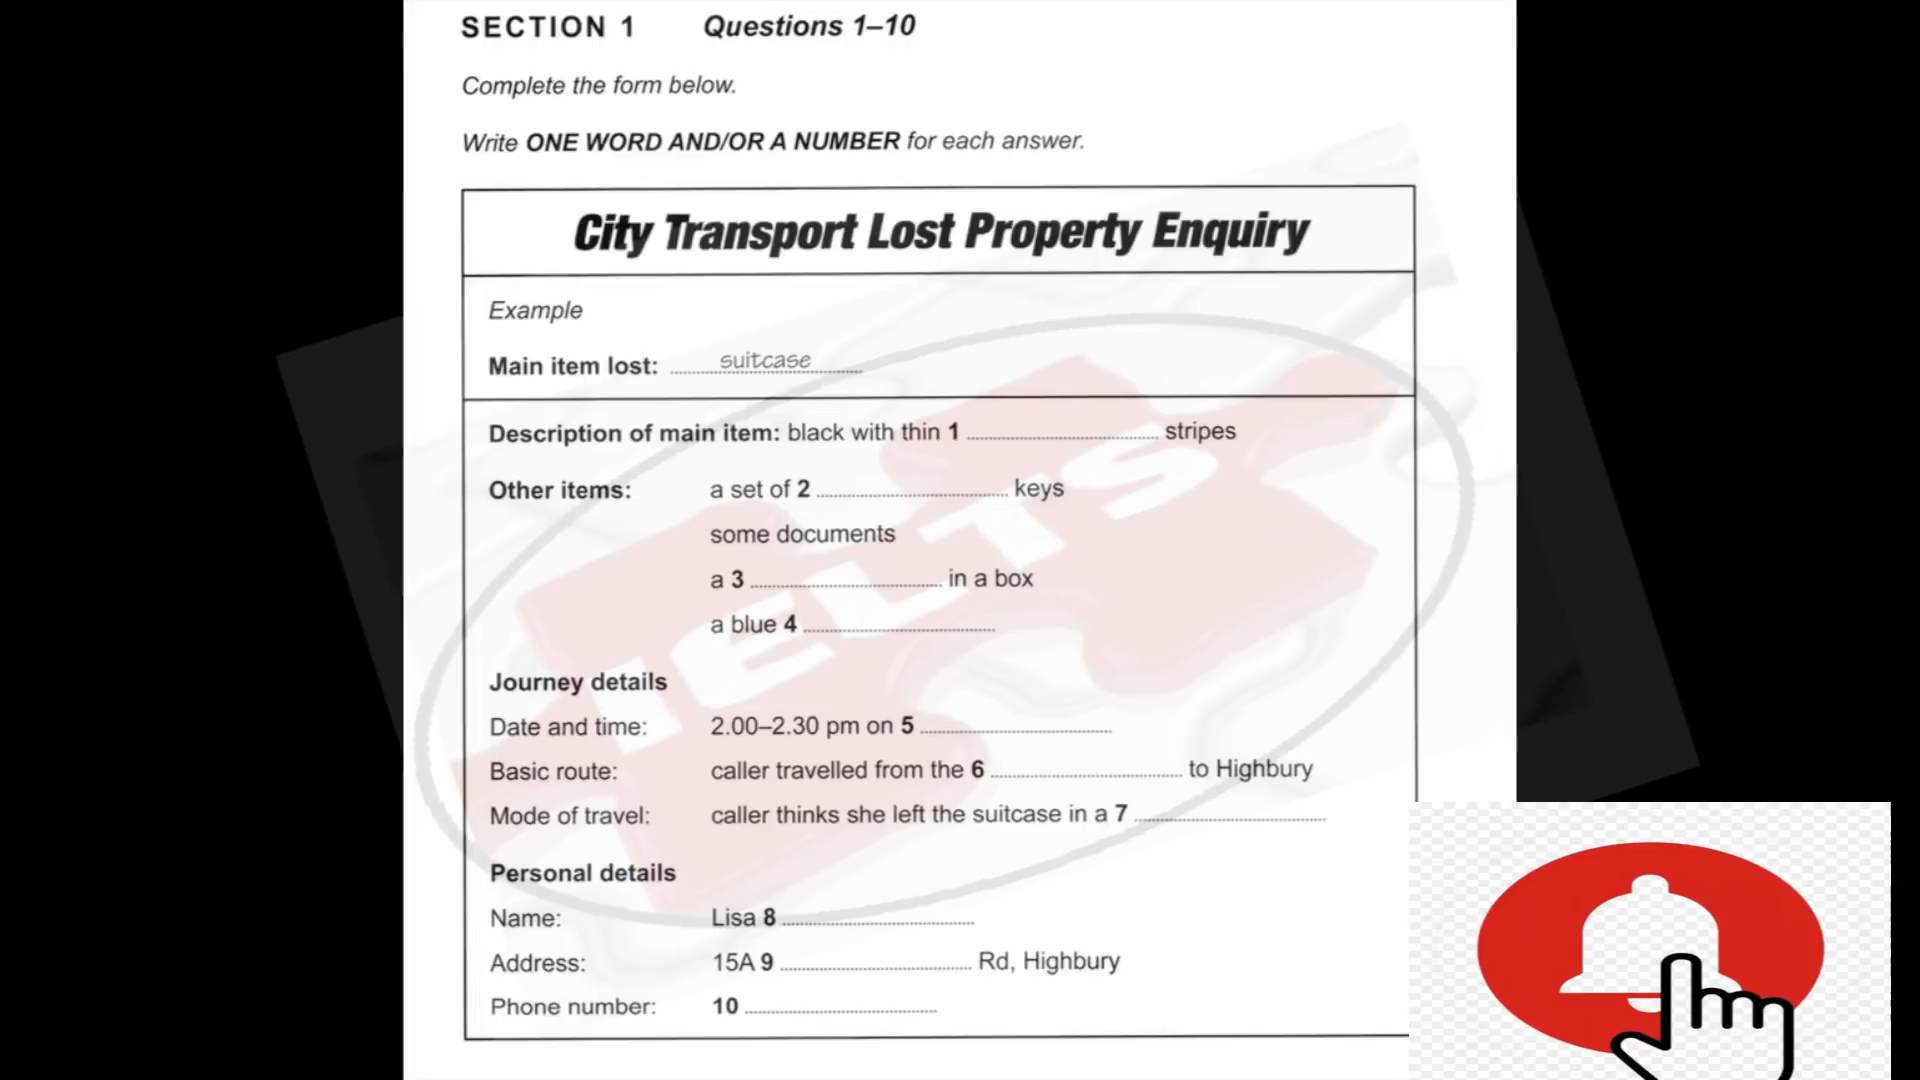 SECTION 1 Questions 1–10
Complete the form below.
Write ONE WORD AND/OR A NUMBER for each answer.
City Transport Lost Property Enquiry
Example
Main item lost: suitcase
Description of main item: black with thin 1 stripes
Other items: a set of 2 keys
some documents
a 3 in a box
a blue 4
Journey details
Date and time: 2.00–2.30 pm on 5
Basic route: caller travelled from the 6 to Highbury
Mode of travel: caller thinks she left the suitcase in a 7
Personal details
Name: Lisa 8
Address: 15A 9 Rd, Highbury
Phone number: 10
IELTS